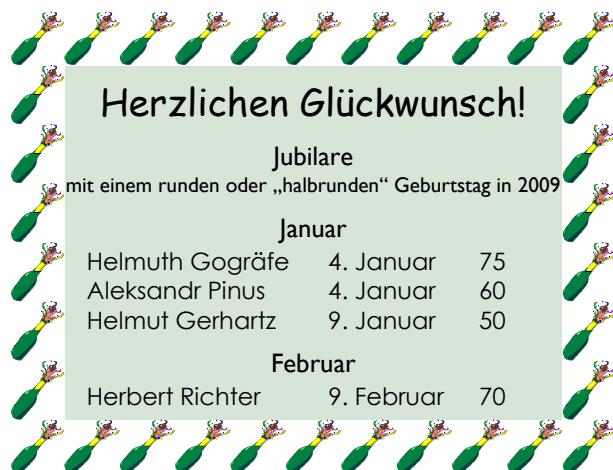 Herzlichen Glückwunsch!
Jubilare
mit einem runden oder „halbrunden“ Geburtstag in 2009
Januar
Helmuth Gogräfe 4. Januar 75
Aleksandr Pinus 4. Januar 60
Helmut Gerhartz 9. Januar 50
Februar
Herbert Richter 9. Februar 70